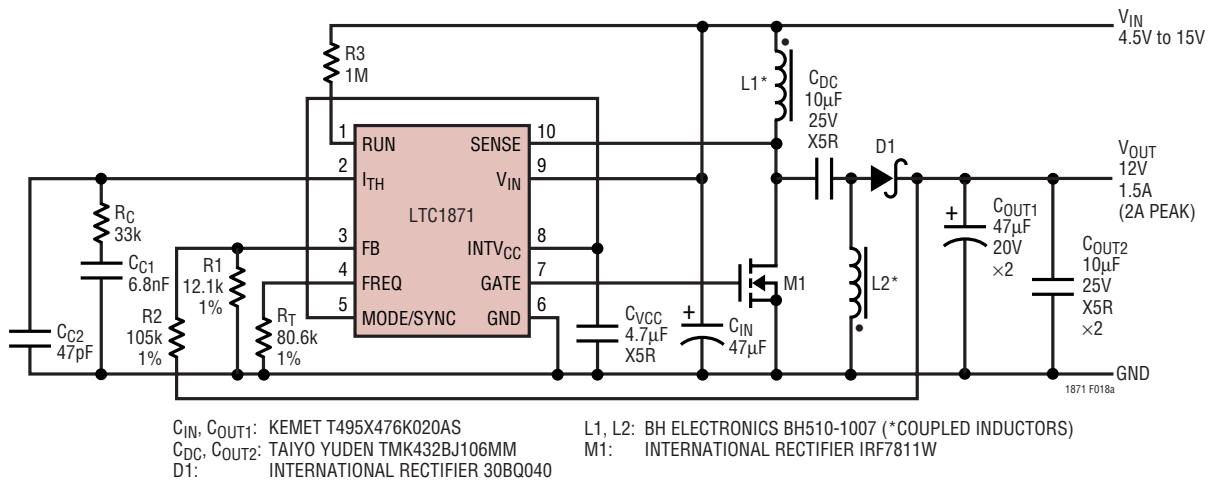 V_IN
4.5V to 15V
R3
1M
L1*
C_DC
10µF
25V
X5R
D1
V_OUT
12V
1.5A
(2A PEAK)
1
RUN
SENSE
10
2
I_TH
V_IN
9
LTC1871
3
FB
INTV_CC
8
4
FREQ
GATE
7
5
MODE/SYNC
GND
6
R_C
33k
C_C1
6.8nF
C_C2
47pF
R1
12.1k
1%
R2
105k
1%
R_T
80.6k
1%
C_VCC
4.7µF
X5R
+
C_IN
47µF
M1
L2*
+
C_OUT1
47µF
20V
×2
C_OUT2
10µF
25V
X5R
×2
GND
1871 F018a
C_IN, C_OUT1: KEMET T495X476K020AS
C_DC, C_OUT2: TAIYO YUDEN TMK432BJ106MM
D1: INTERNATIONAL RECTIFIER 30BQ040
L1, L2: BH ELECTRONICS BH510-1007 (*COUPLED INDUCTORS)
M1: INTERNATIONAL RECTIFIER IRF7811W